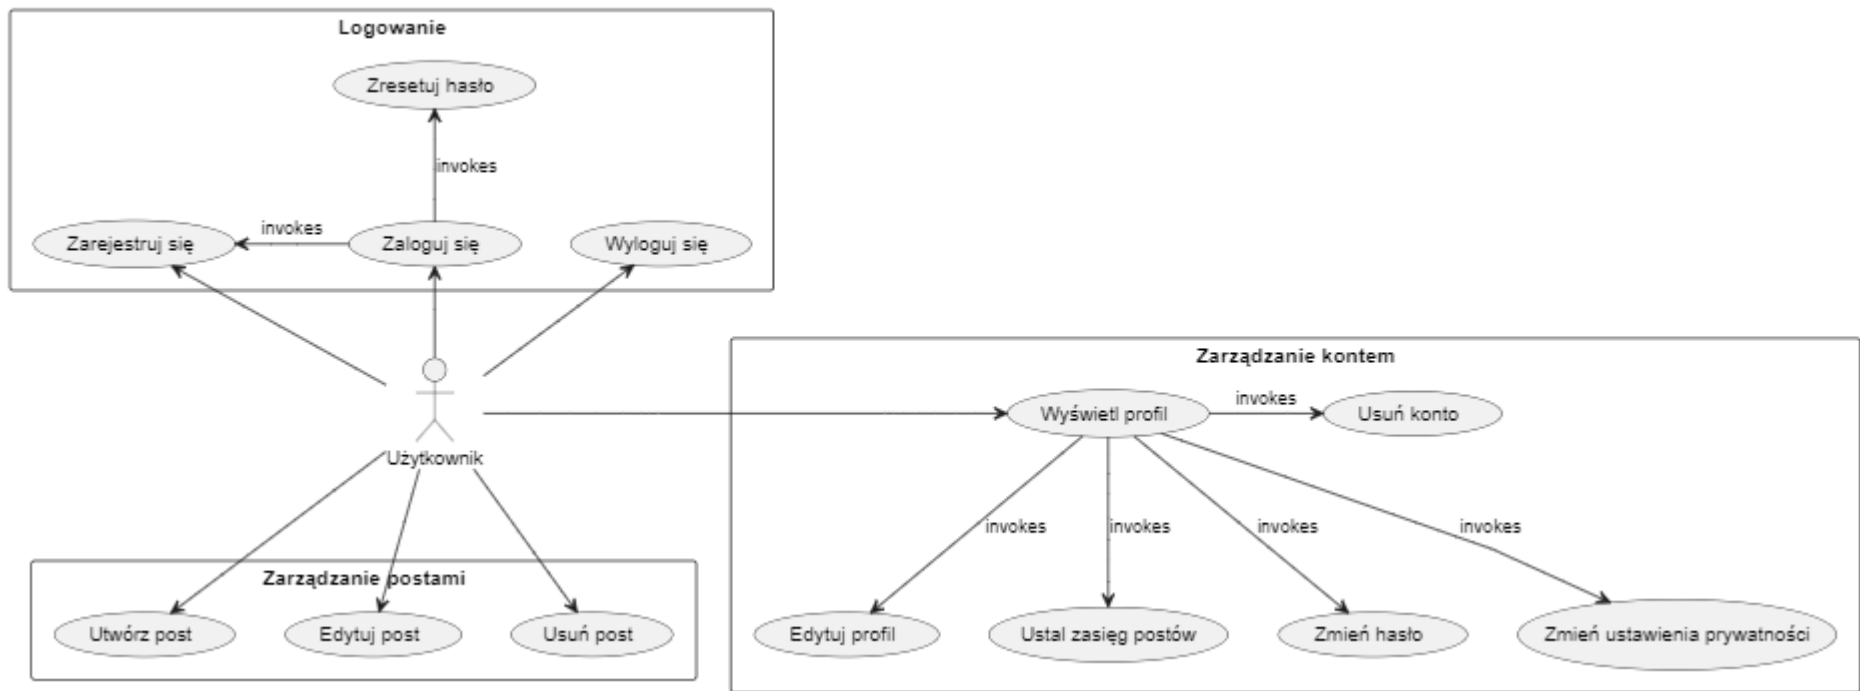 Logowanie
Zresetuj hasło
invokes
invokes
Zarejestruj się
Zaloguj się
Wyloguj się
Zarządzanie kontem
Wyświetl profil
invokes
Usuń konto
Użytkownik
invokes
invokes
invokes
invokes
Zarządzanie postami
Utwórz post
Edytuj post
Usuń post
Edytuj profil
Ustal zasięg postów
Zmień hasło
Zmień ustawienia prywatności